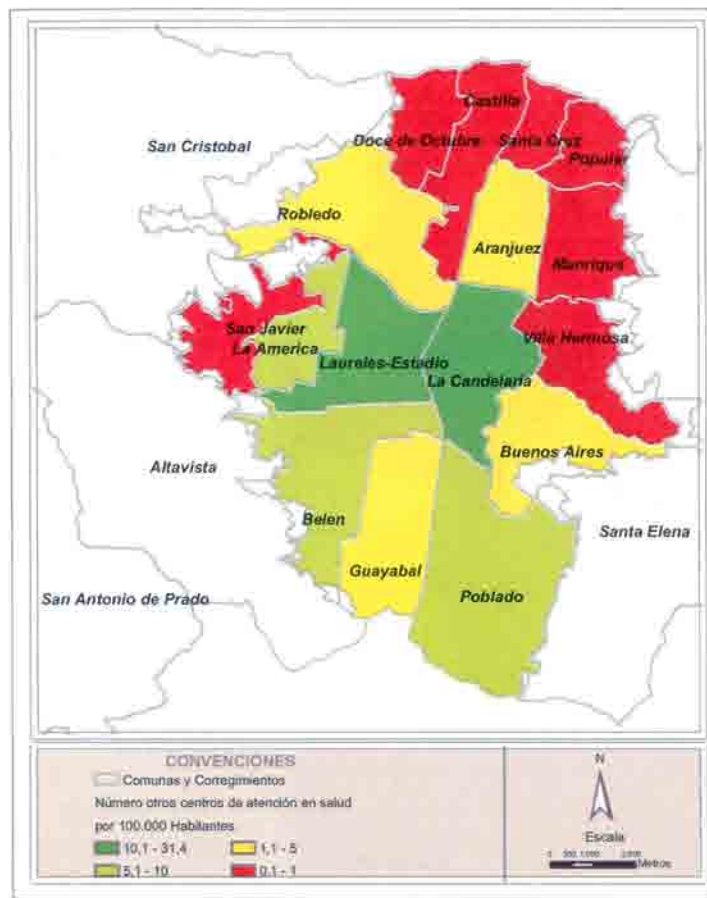 Castilla
Doce de Octubre
Santa Cruz
San Cristobal
Popular
Robledo
Aranjuez
Manrique
San Javier
Villa Hermosa
La America
Laureles-Estadio
La Candelaria
Buenos Aires
Altavista
Belen
Santa Elena
Guayabal
Poblado
San Antonio de Prado
CONVENCIONES
Comunas y Corregimientos
Número otros centros de atención en salud
por 100.000 Habitantes
10,1 - 31,4
1,1 - 5
5,1 - 10
0,1 - 1
N
Escala
Metros